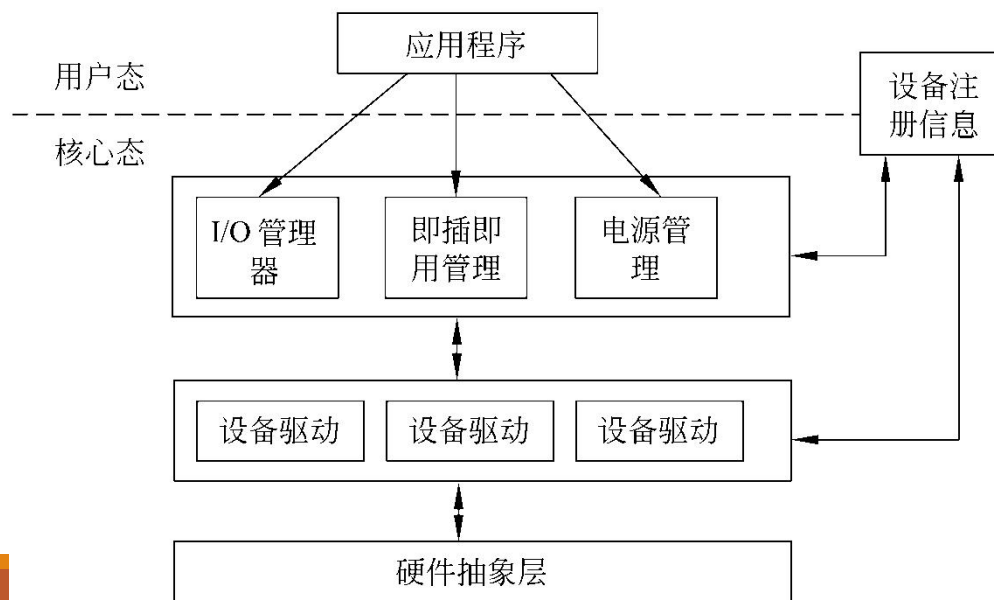 应用程序
用户态
设备注
册信息
核心态
I/O 管理
器
即插即
用管理
电源管
理
设备驱动
设备驱动
设备驱动
硬件抽象层